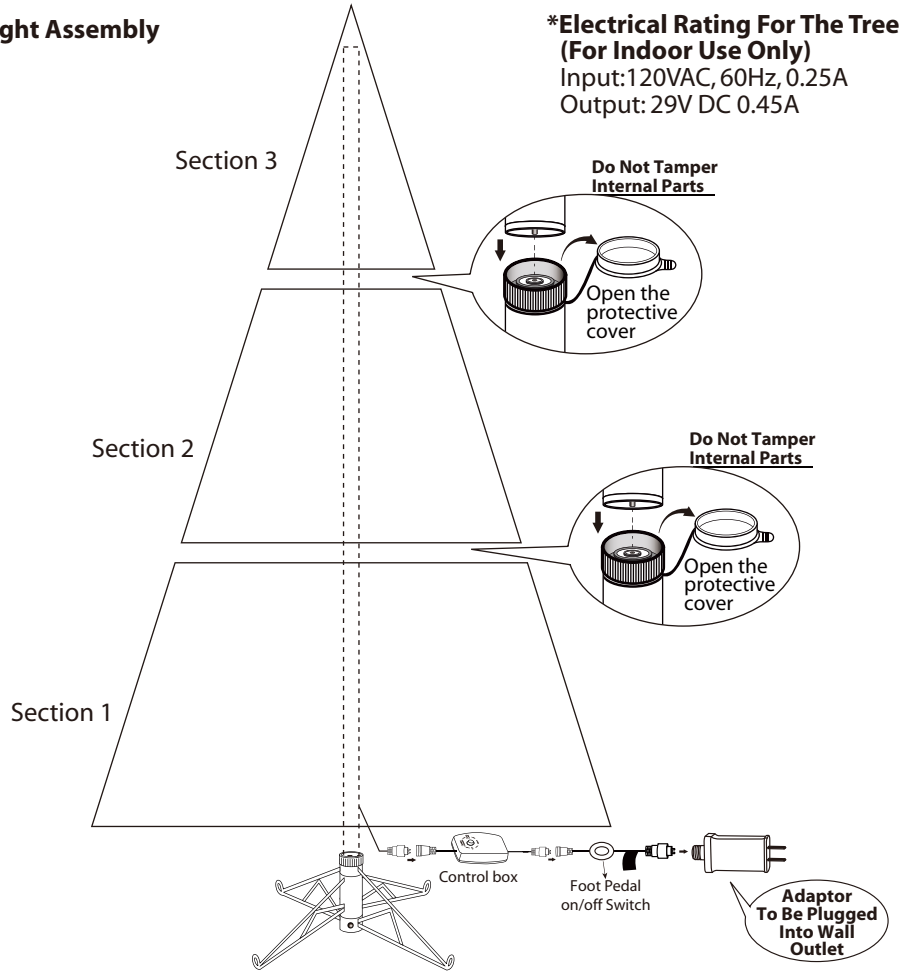 Assembly
*Electrical Rating For The Tree
(For Indoor Use Only)
Input:120VAC, 60Hz, 0.25A
Output: 29V DC 0.45A
Section 3
Do Not Tamper
Internal Parts
Open the
protective
cover
Section 2
Do Not Tamper
Internal Parts
Open the
protective
cover
Section 1
Control box
Foot Pedal
on/off Switch
Adaptor
To Be Plugged
Into Wall
Outlet